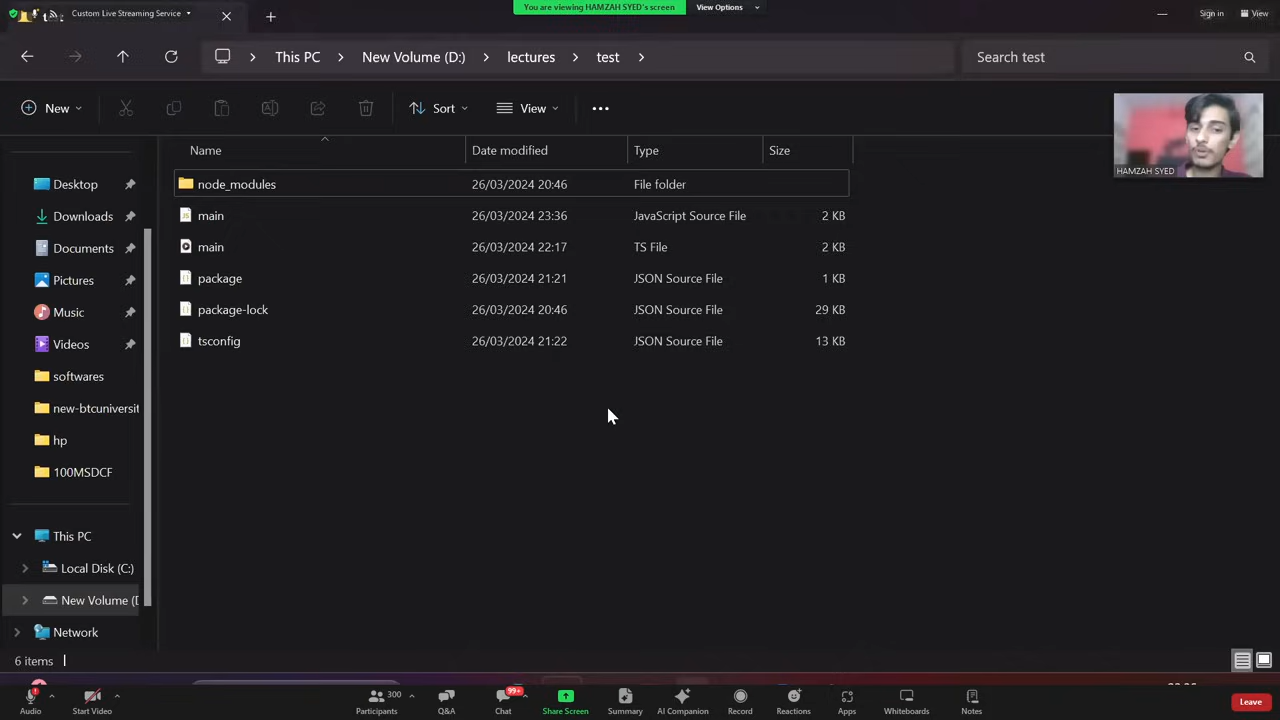 You are viewing HAMZAH SYED's screen
View Options
Custom Live Streaming Service
Sign in
View
This PC
New Volume (D:)
lectures
test
Search test
New
Sort
View
HAMZAH SYED
Name
Date modified
Type
Size
node_modules
26/03/2024 20:46
File folder
main
26/03/2024 23:36
JavaScript Source File
2 KB
main
26/03/2024 22:17
TS File
2 KB
package
26/03/2024 21:21
JSON Source File
1 KB
package-lock
26/03/2024 20:46
JSON Source File
29 KB
tsconfig
26/03/2024 21:22
JSON Source File
13 KB
Desktop
Downloads
Documents
Pictures
Music
Videos
softwares
new-btcuniversit
hp
100MSDCF
This PC
Local Disk (C:)
New Volume (D
Network
6 items
Audio
Start Video
300
Participants
Q&A
99+
Chat
Share Screen
Summary
AI Companion
Record
Reactions
Apps
Whiteboards
Notes
Leave